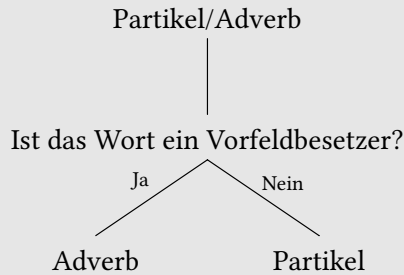 Partikel/Adverb
Ist das Wort ein Vorfeldbesetzer?
Ja
Nein
Adverb
Partikel